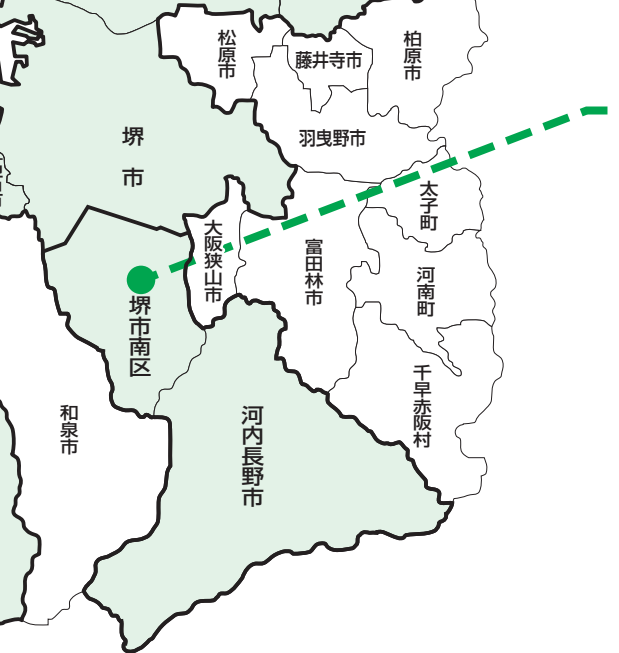 松原市
藤井寺市
柏原市
羽曳野市
堺市
太子町
大阪狭山市
富田林市
河南町
堺市南区
千早赤阪村
和泉市
河内長野市